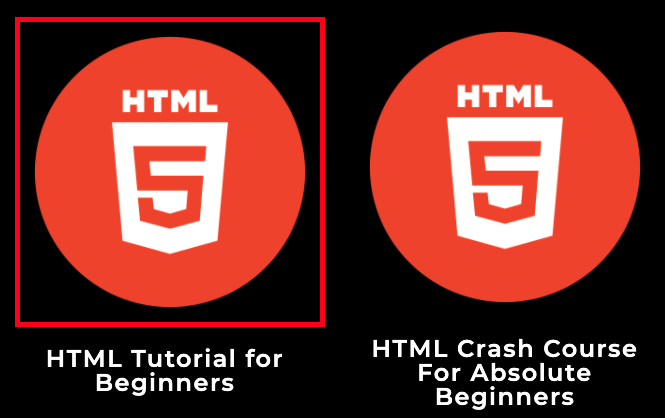 HTML
5
HTML Tutorial for
Beginners
HTML
5
HTML Crash Course
For Absolute
Beginners